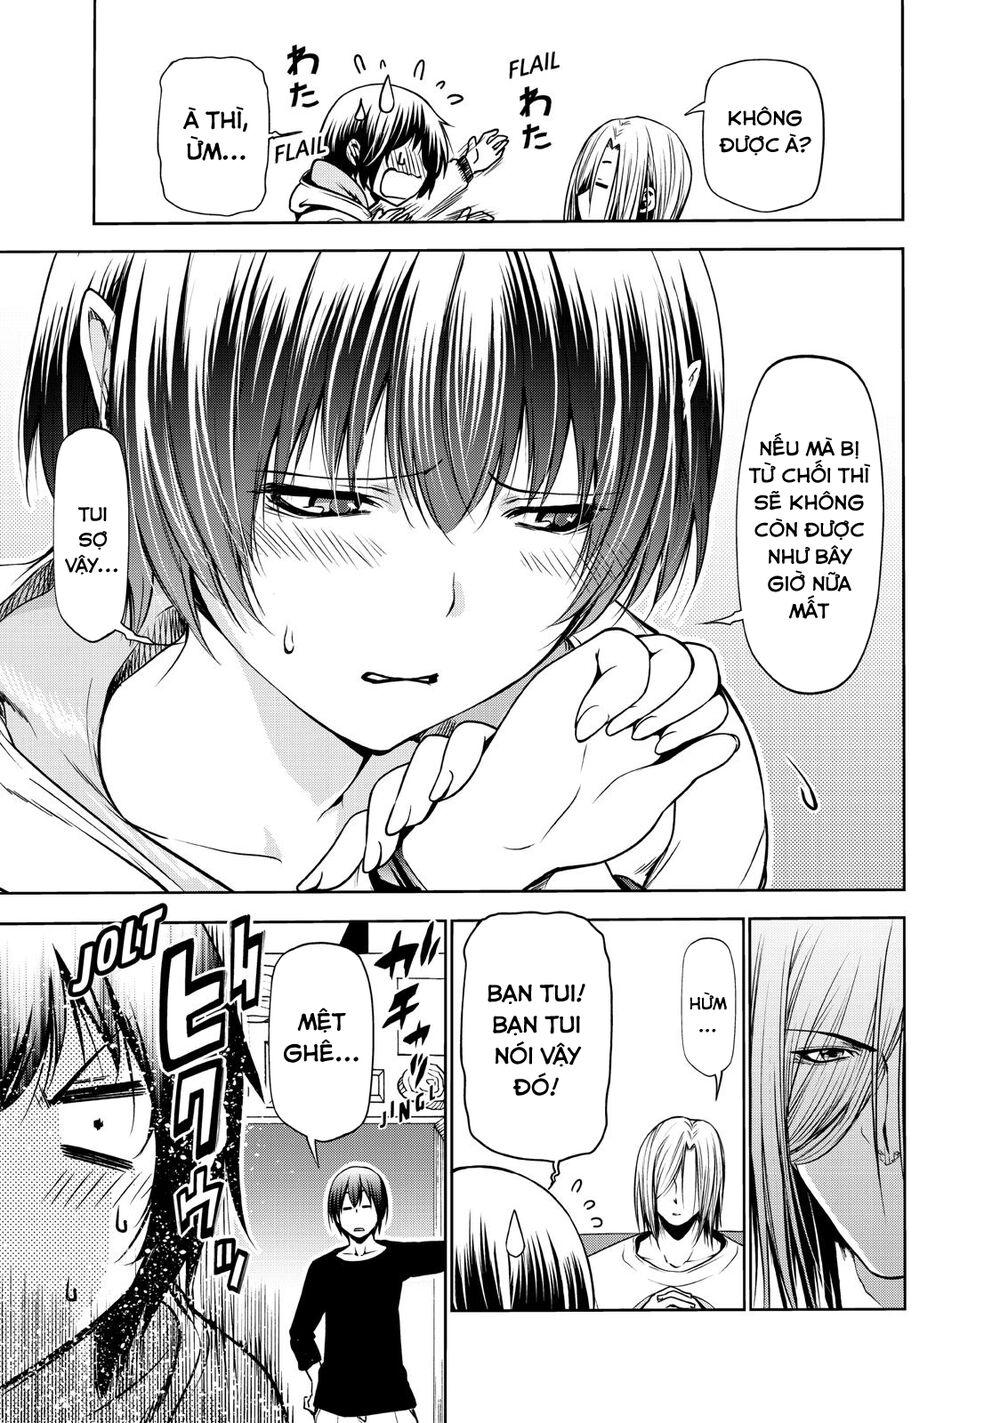 KHÔNG
ĐƯỢC À?
FLAIL
わた
わた
FLAIL
À THÌ,
ỪM...
NẾU MÀ BỊ
TỪ CHỐI THÌ
SẼ KHÔNG
CÒN ĐƯỢC
NHƯ BÂY
GIỜ NỮA
MẤT
TUI
SỢ
VẬY...
HỪM
...
BẠN TUI!
BẠN TUI
NÓI VẬY
ĐÓ!
ガチャ
JINGL
MỆT
GHÊ...
JOLT
ビクゥッ